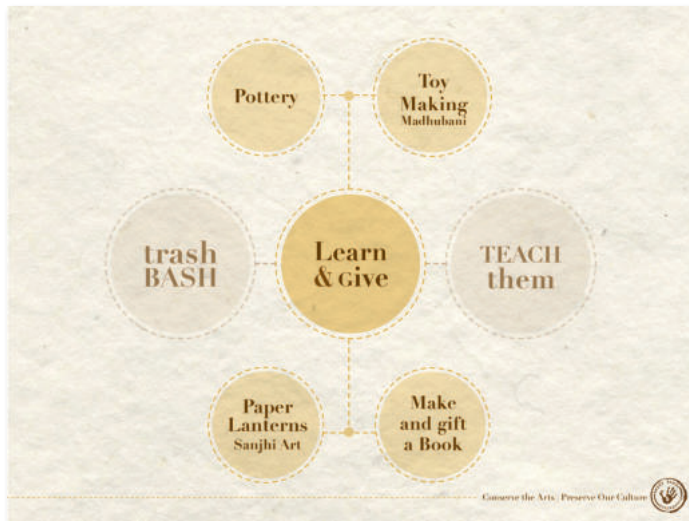 Pottery
Toy
Making
Madhubani
trash
BASH
Learn
& Give
TEACH
them
Paper
Lanterns
Sanjhi Art
Make
and gift
a Book
Conserve the Arts . Preserve Our Culture